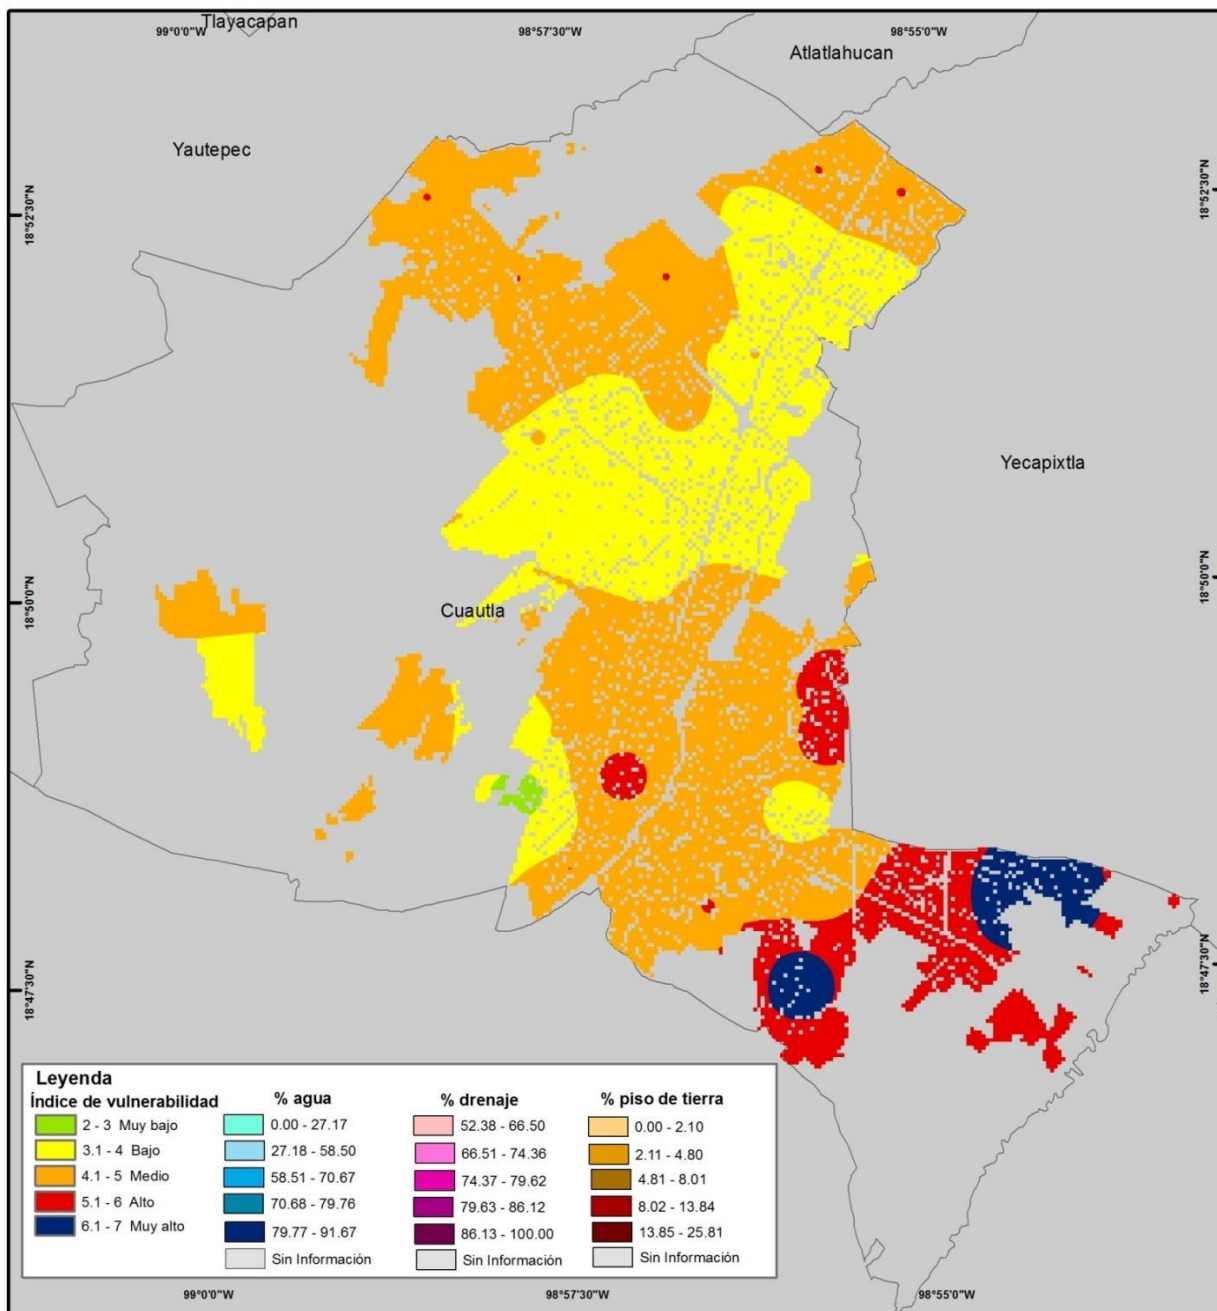 Tlayacapan
99°0'0"W
98°57'30"W
98°55'0"W
Atlatlahucan
Yautepec
18°52'30"N
18°52'30"N
Yecapixtla
18°50'0"N
18°50'0"N
Cuautla
18°47'30"N
18°47'30"N
Leyenda
Índice de vulnerabilidad
2 - 3 Muy bajo
3.1 - 4 Bajo
4.1 - 5 Medio
5.1 - 6 Alto
6.1 - 7 Muy alto
% agua
0.00 - 27.17
27.18 - 58.50
58.51 - 70.67
70.68 - 79.76
79.77 - 91.67
Sin Información
% drenaje
52.38 - 66.50
66.51 - 74.36
74.37 - 79.62
79.63 - 86.12
86.13 - 100.00
Sin Información
% piso de tierra
0.00 - 2.10
2.11 - 4.80
4.81 - 8.01
8.02 - 13.84
13.85 - 25.81
Sin Información
99°0'0"W
98°57'30"W
98°55'0"W